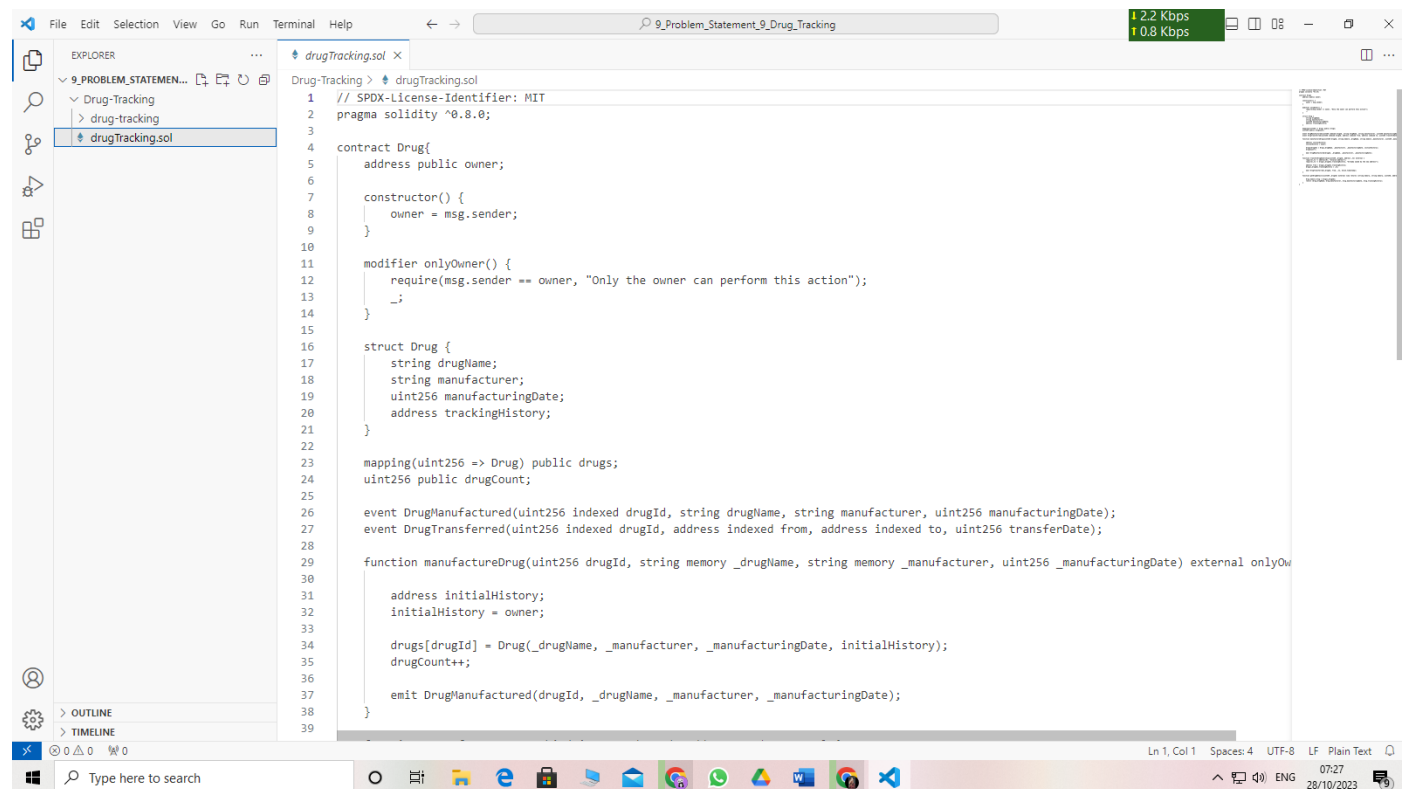 File Edit Selection View Go Run Terminal Help
9_Problem_Statement_9_Drug_Tracking
2.2 Kbps
0.8 Kbps
EXPLORER
9_PROBLEM_STATEMEN...
Drug-Tracking
drug-tracking
drugTracking.sol
drugTracking.sol
Drug-Tracking > drugTracking.sol
1 // SPDX-License-Identifier: MIT
2 pragma solidity ^0.8.0;
3
4 contract Drug{
5 address public owner;
6
7 constructor() {
8 owner = msg.sender;
9 }
10
11 modifier onlyOwner() {
12 require(msg.sender == owner, "Only the owner can perform this action");
13 _;
14 }
15
16 struct Drug {
17 string drugName;
18 string manufacturer;
19 uint256 manufacturingDate;
20 address trackingHistory;
21 }
22
23 mapping(uint256 => Drug) public drugs;
24 uint256 public drugCount;
25
26 event DrugManufactured(uint256 indexed drugId, string drugName, string manufacturer, uint256 manufacturingDate);
27 event DrugTransferred(uint256 indexed drugId, address indexed from, address indexed to, uint256 transferDate);
28
29 function manufactureDrug(uint256 drugId, string memory _drugName, string memory _manufacturer, uint256 _manufacturingDate) external onlyOw
30
31 address initialHistory;
32 initialHistory = owner;
33
34 drugs[drugId] = Drug(_drugName, _manufacturer, _manufacturingDate, initialHistory);
35 drugCount++;
36
37 emit DrugManufactured(drugId, _drugName, _manufacturer, _manufacturingDate);
38 }
39
OUTLINE
TIMELINE
0 0 0
Ln 1, Col 1 Spaces: 4 UTF-8 LF Plain Text
Type here to search
ENG
07:27
28/10/2023
9